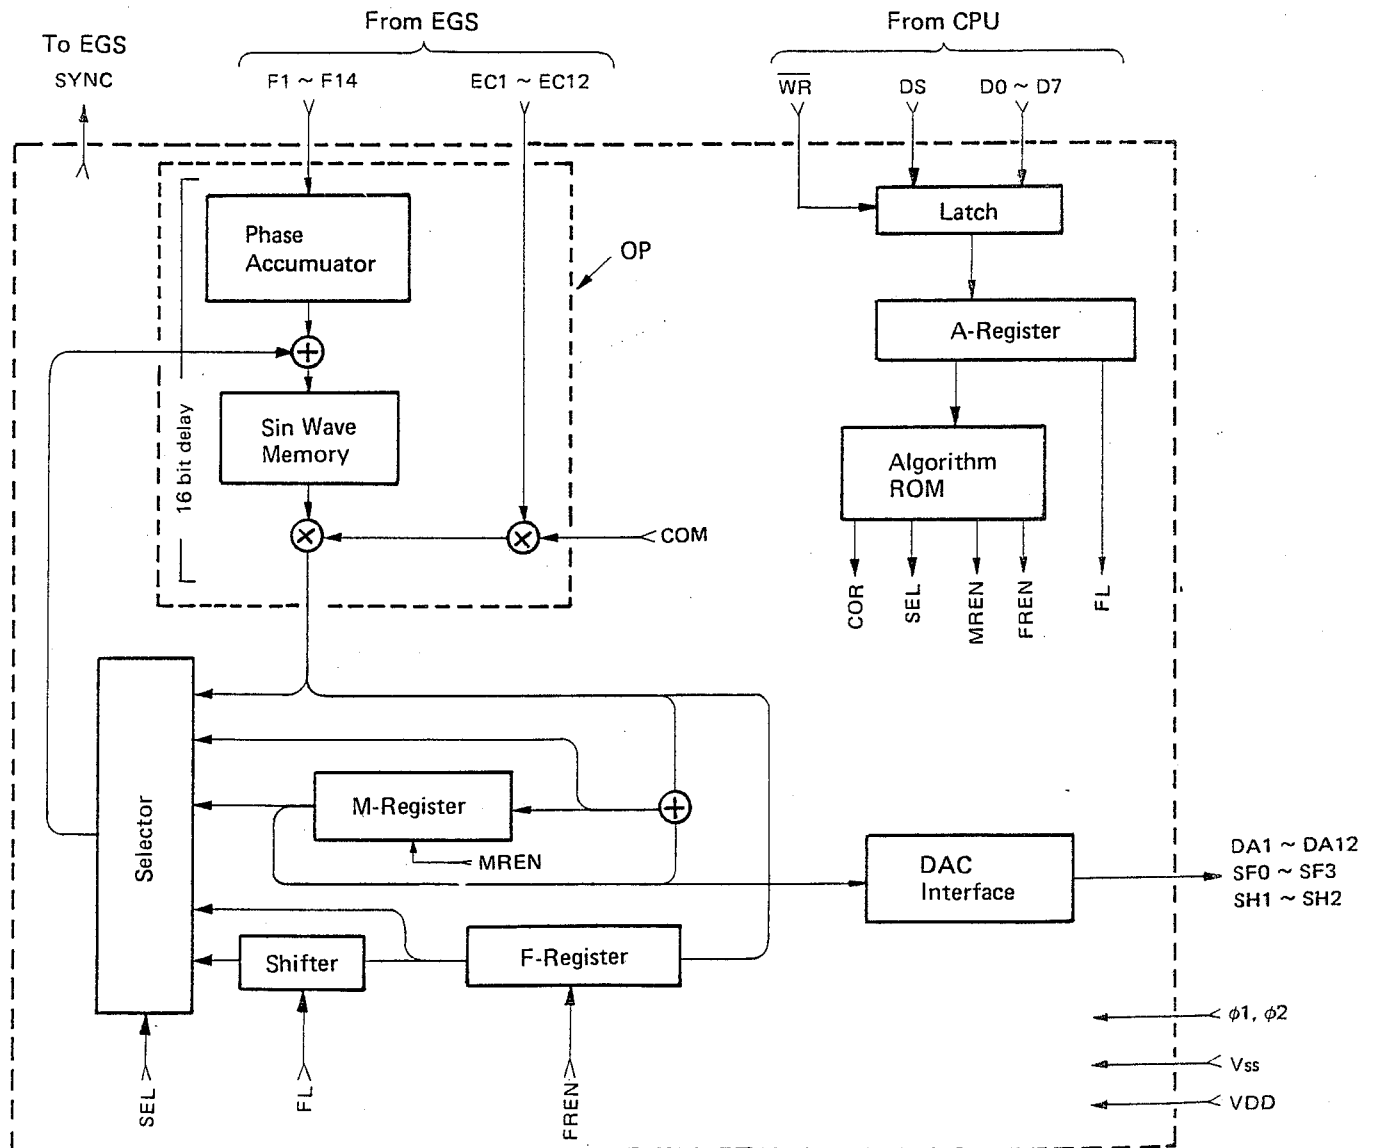 From EGS
From CPU
To EGS
SYNC
F1 ~ F14
EC1 ~ EC12
WR
DS
D0 ~ D7
Latch
Phase
Accumuator
OP
A-Register
16 bit delay
Sin Wave
Memory
Algorithm
ROM
COM
COR
SEL
MREN
FREN
FL
Selector
M-Register
MREN
DAC
Interface
DA1 ~ DA12
SF0 ~ SF3
SH1 ~ SH2
Shifter
F-Register
SEL
FL
FREN
φ1, φ2
Vss
VDD